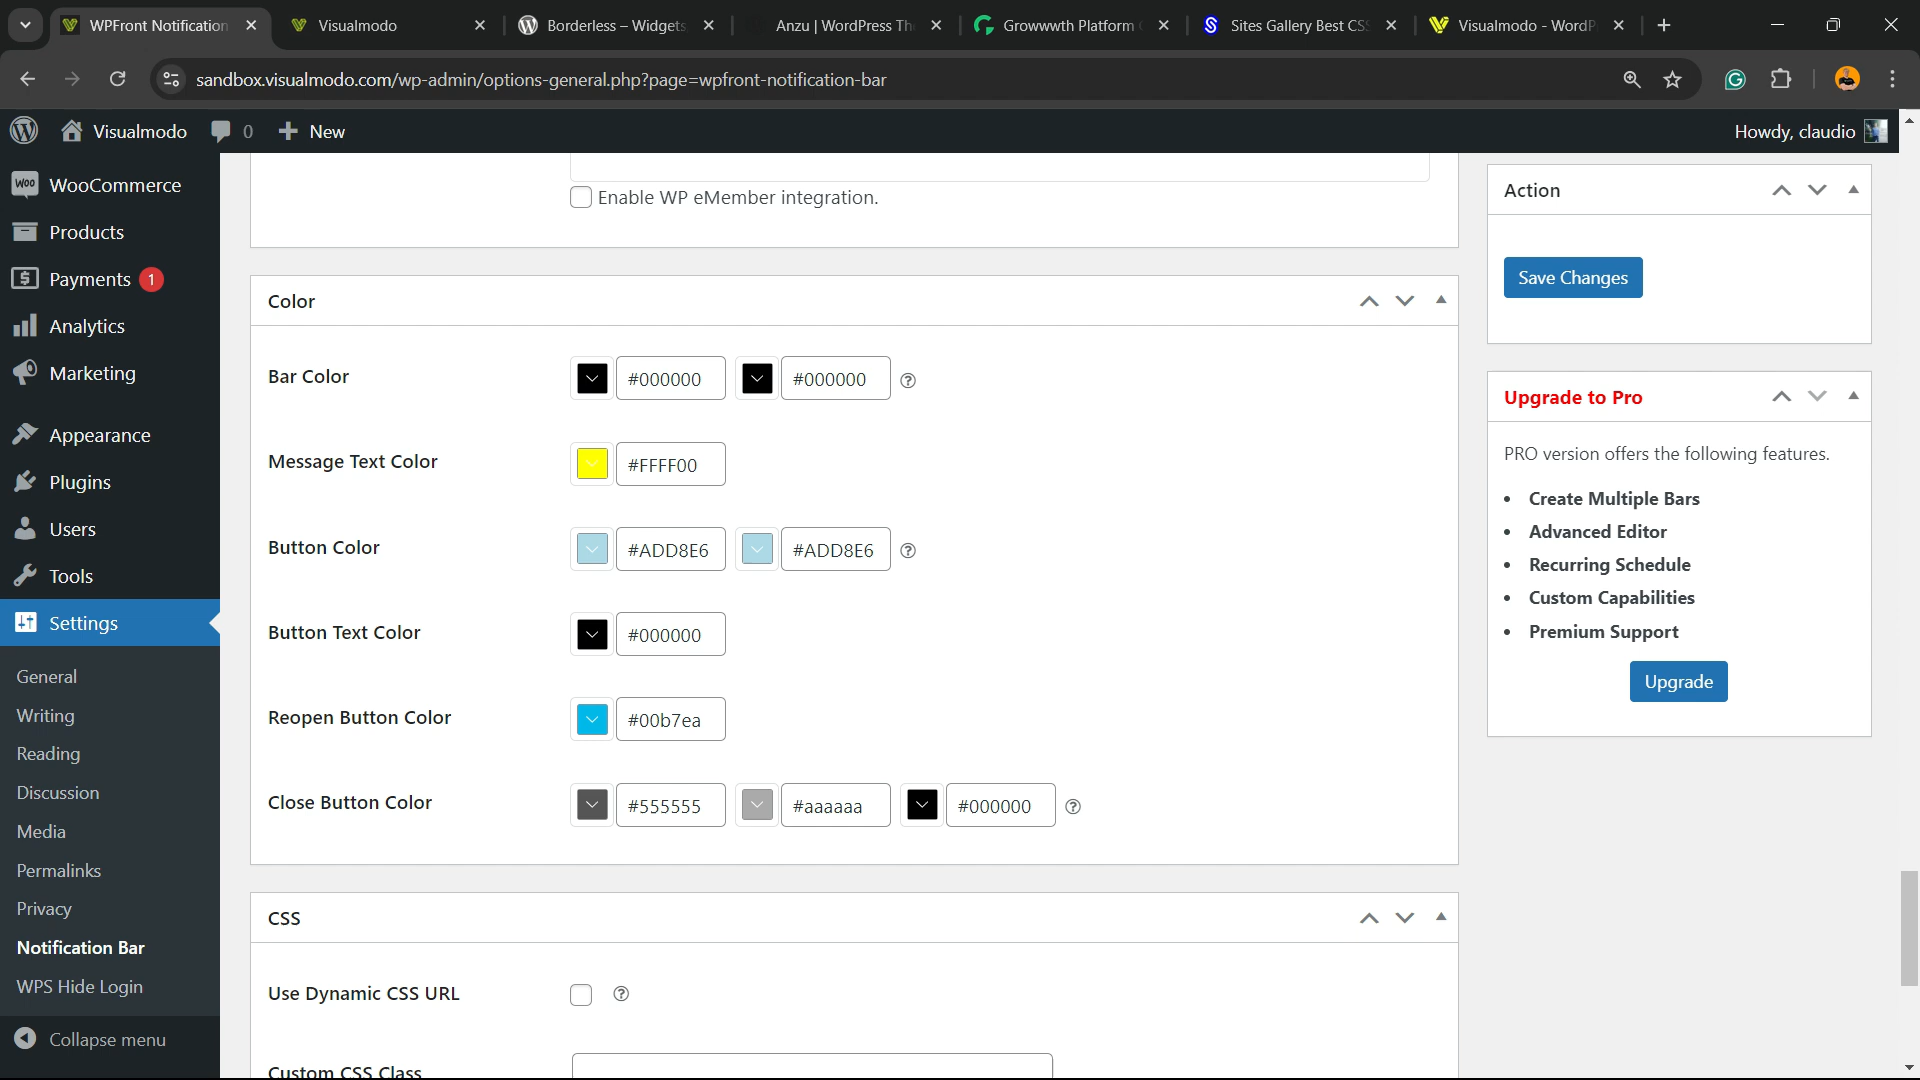 WPFront Notification
Visualmodo
Borderless – Widgets
Anzu | WordPress Th
Growwwth Platform
Sites Gallery Best CSS
Visualmodo - WordP
sandbox.visualmodo.com/wp-admin/options-general.php?page=wpfront-notification-bar
Visualmodo
0
New
Howdy, claudio
WooCommerce
Products
Payments 1
Analytics
Marketing
Appearance
Plugins
Users
Tools
Settings
General
Writing
Reading
Discussion
Media
Permalinks
Privacy
Notification Bar
WPS Hide Login
Collapse menu
Enable WP eMember integration.
Color
Bar Color #000000 #000000 ?
Message Text Color #FFFF00
Button Color #ADD8E6 #ADD8E6 ?
Button Text Color #000000
Reopen Button Color #00b7ea
Close Button Color #555555 #aaaaaa #000000 ?
CSS
Use Dynamic CSS URL ?
Custom CSS Class
Action
Save Changes
Upgrade to Pro
PRO version offers the following features.
• Create Multiple Bars
• Advanced Editor
• Recurring Schedule
• Custom Capabilities
• Premium Support
Upgrade